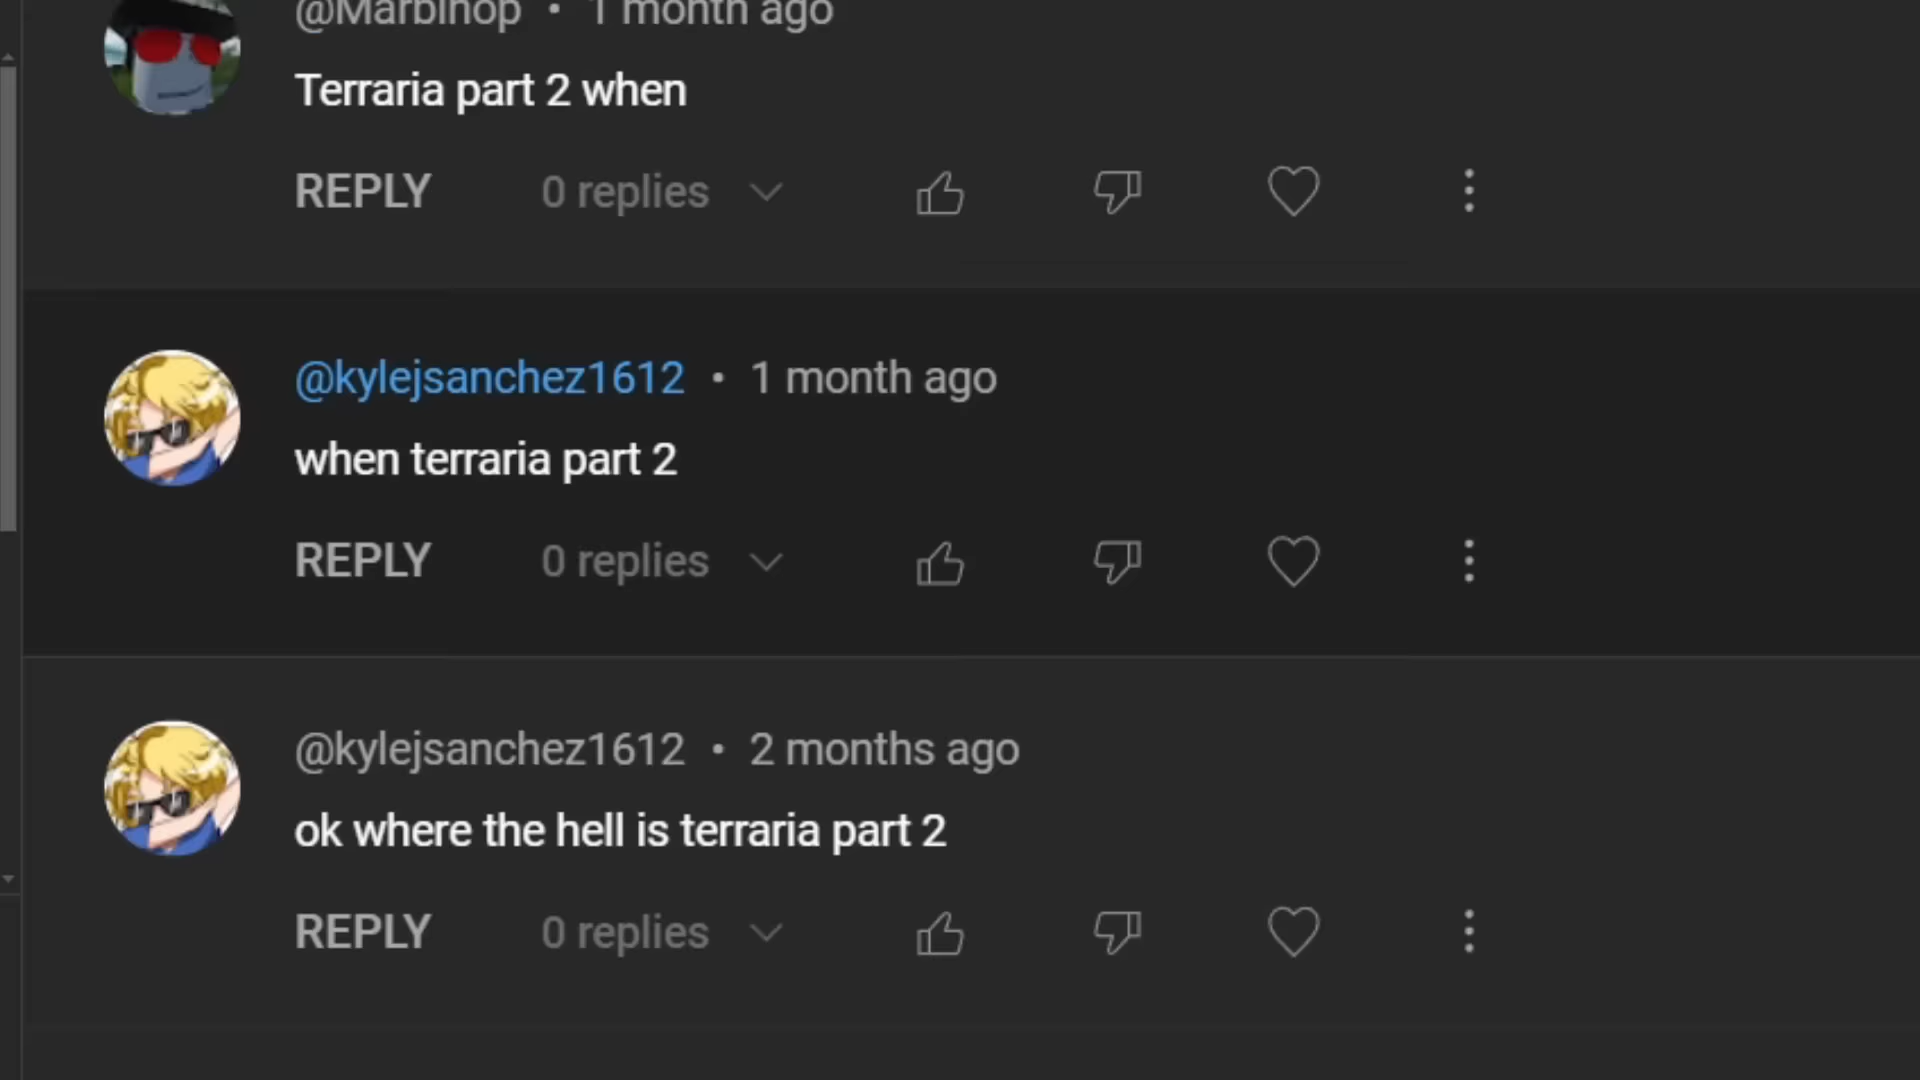 @Marbihop • 1 month ago
Terraria part 2 when
REPLY 0 replies
@kylejsanchez1612 • 1 month ago
when terraria part 2
REPLY 0 replies
@kylejsanchez1612 • 2 months ago
ok where the hell is terraria part 2
REPLY 0 replies